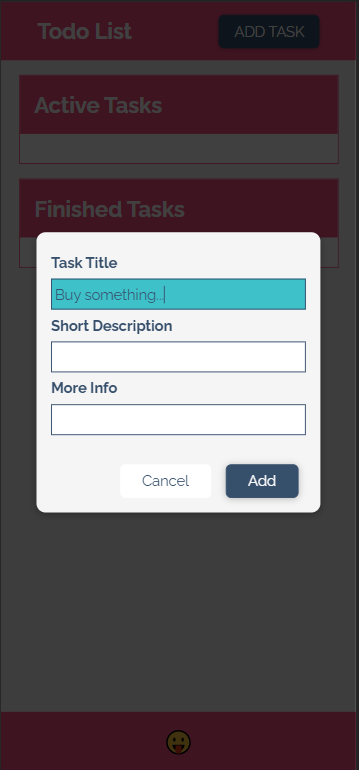 Todo List
ADD TASK
Active Tasks
Finished Tasks
Task Title
Buy something..
Short Description
More Info
Cancel
Add